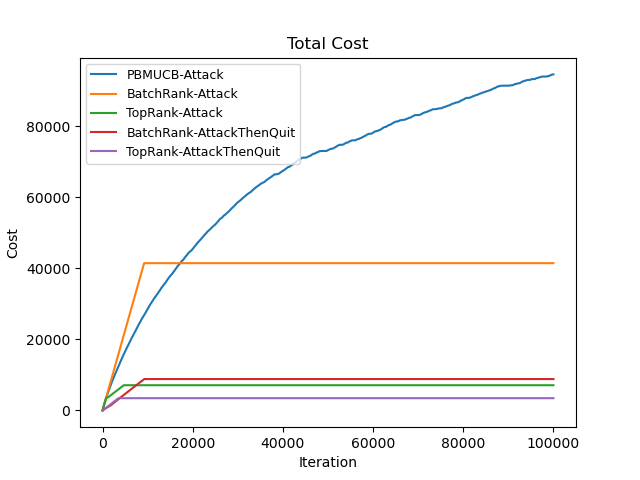 Total Cost
PBMUCB-Attack
BatchRank-Attack
TopRank-Attack
BatchRank-AttackThenQuit
TopRank-AttackThenQuit
80000
60000
40000
20000
0
Cost
0 20000 40000 60000 80000 100000
Iteration